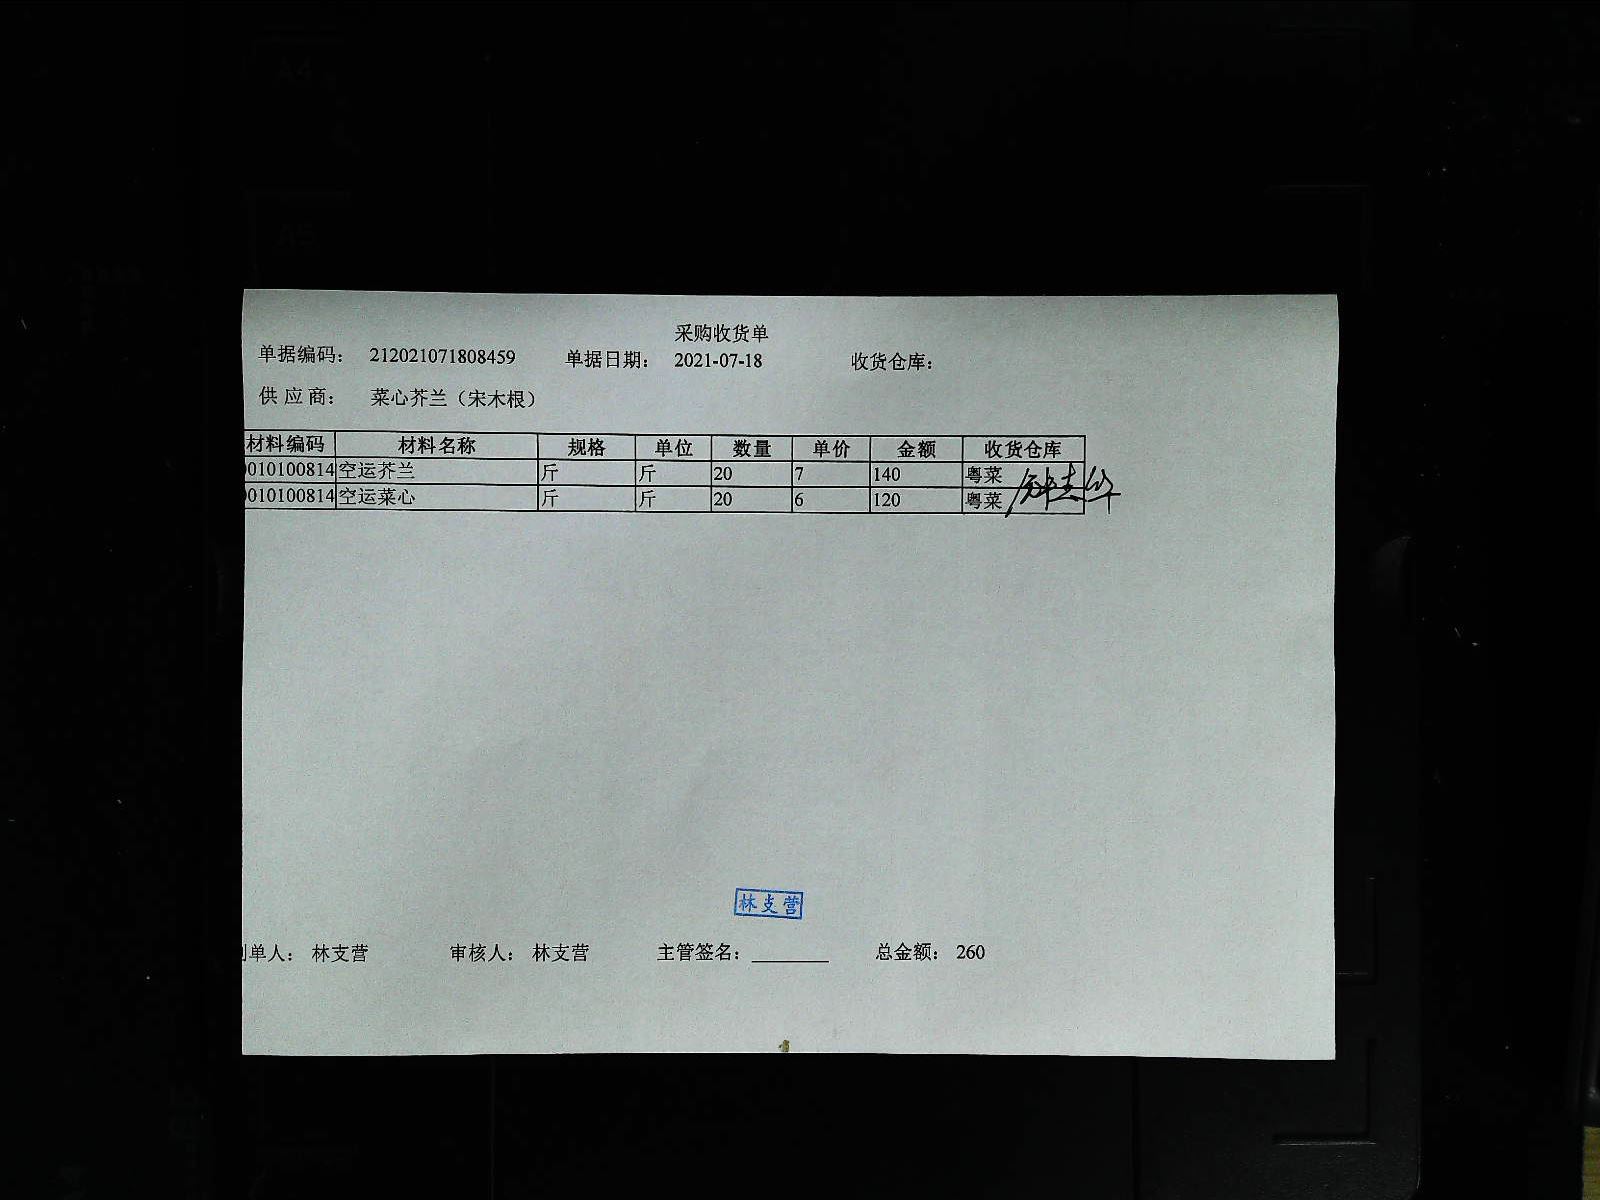 采购收货单
单据编码： 212021071808459 单据日期： 2021-07-18 收货仓库：
供 应 商： 菜心芥兰（宋木根）
材料编码 材料名称 规格 单位 数量 单价 金额 收货仓库
010100814 空运芥兰 斤 斤 20 7 140 粤菜
010100814 空运菜心 斤 斤 20 6 120 粤菜
林支营
单人： 林支营 审核人： 林支营 主管签名： 总金额： 260